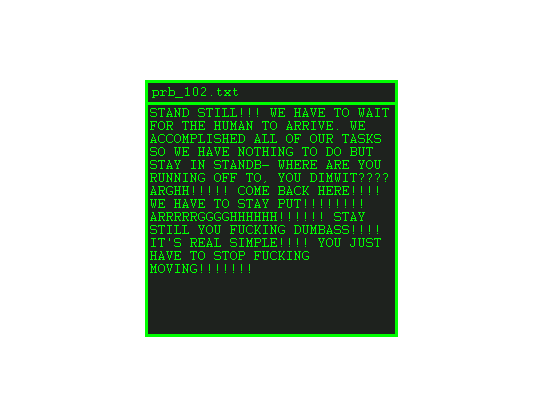 prb_102.txt
STAND STILL!!! WE HAVE TO WAIT
FOR THE HUMAN TO ARRIVE. WE
ACCOMPLISHED ALL OF OUR TASKS
SO WE HAVE NOTHING TO DO BUT
STAY IN STANDB— WHERE ARE YOU
RUNNING OFF TO, YOU DIMWIT????
ARGHH!!!!! COME BACK HERE!!!!
WE HAVE TO STAY PUT!!!!!!!!
ARRRRRGGGGHHHHHH!!!!!! STAY
STILL YOU FUCKING DUMBASS!!!!
IT'S REAL SIMPLE!!!! YOU JUST
HAVE TO STOP FUCKING
MOVING!!!!!!!